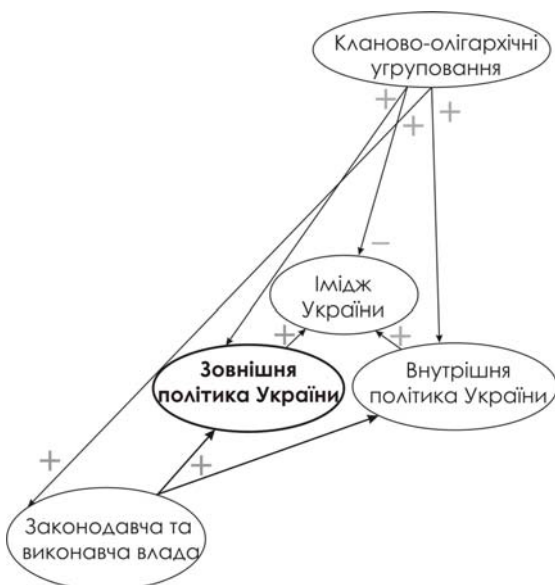 Кланово-олігархічні
угруповання
+
+
+
−
Імідж
України
+
+
Зовнішня
політика України
Внутрішня
політика України
+
+
Законодавча та
виконавча влада